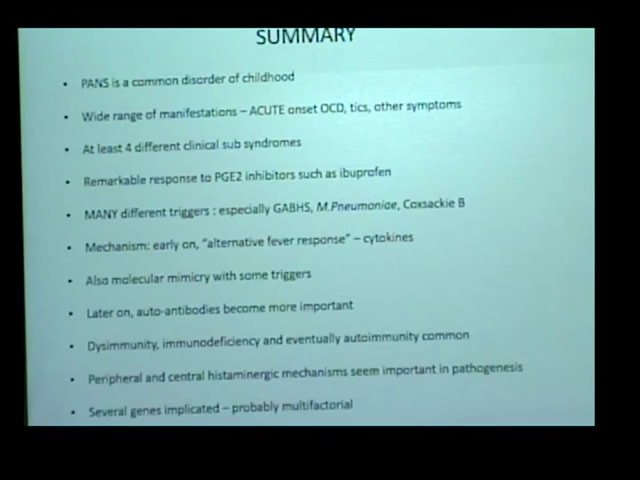 SUMMARY
• PANS is a common disorder of childhood
• Wide range of manifestations – ACUTE onset OCD, tics, other symptoms
• At least 4 different clinical sub syndromes
• Remarkable response to PGE2 inhibitors such as ibuprofen
• MANY different triggers : especially GABHS, M.Pneumoniae, Coxsackie B
• Mechanism: early on, "alternative fever response" – cytokines
• Also molecular mimicry with some triggers
• Later on, auto-antibodies become more important
• Dysimmunity, immunodeficiency and eventually autoimmunity common
• Peripheral and central histaminergic mechanisms seem important in pathogenesis
• Several genes implicated – probably multifactorial